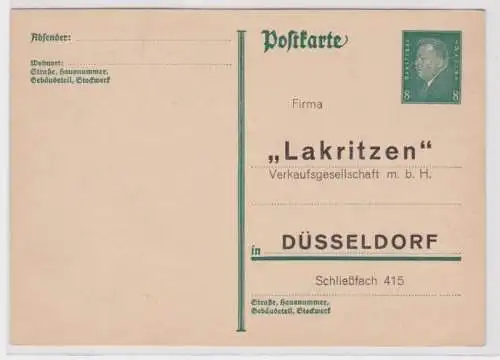 Absender:
Wohnort:
Straße, Hausnummer,
Gebäudeteil, Stockwerk
Postkarte
8 8
Firma
„Lakritzen“
Verkaufsgesellschaft m. b. H.
in DÜSSELDORF
Schließfach 415
Straße, Hausnummer,
Gebäudeteil, Stockwerk